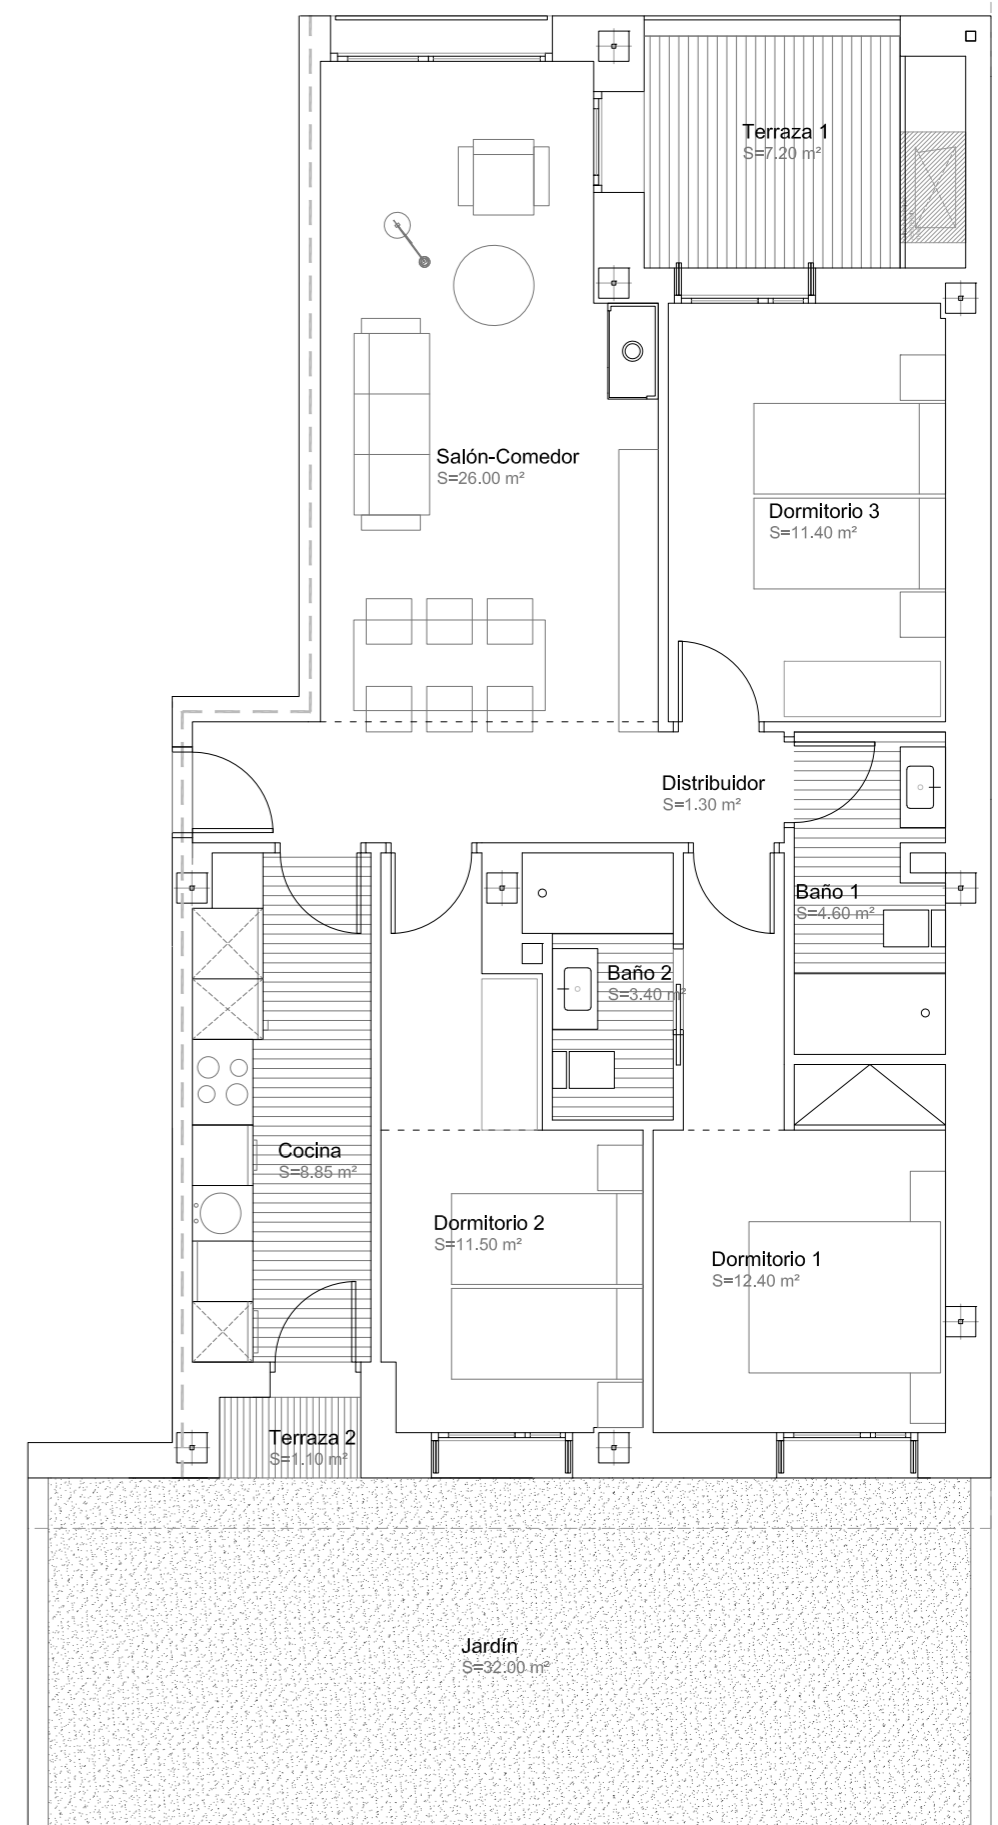 Terraza 1
S=7.20 m²
Salón-Comedor
S=26.00 m²
Dormitorio 3
S=11.40 m²
Distribuidor
S=1.30 m²
Baño 1
S=4.60 m²
Baño 2
S=3.40 m²
Cocina
S=8.85 m²
Dormitorio 2
S=11.50 m²
Dormitorio 1
S=12.40 m²
Terraza 2
S=1.10 m²
Jardín
S=32.00 m²